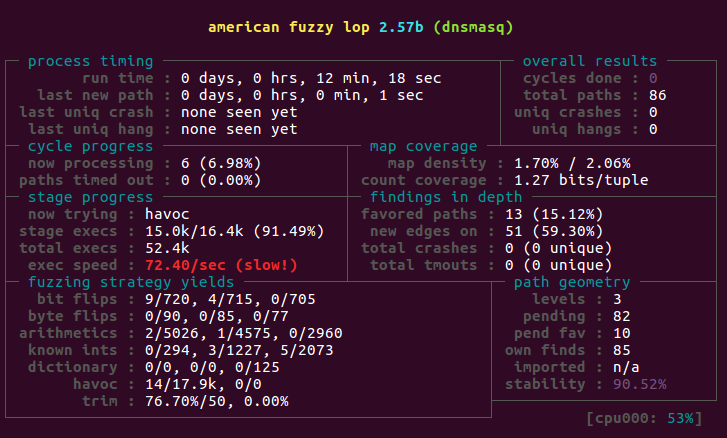 american fuzzy lop 2.57b (dnsmasq)
process timing overall results
run time : 0 days, 0 hrs, 12 min, 18 sec cycles done : 0
last new path : 0 days, 0 hrs, 0 min, 1 sec total paths : 86
last uniq crash : none seen yet uniq crashes : 0
last uniq hang : none seen yet uniq hangs : 0
cycle progress map coverage
now processing : 6 (6.98%) map density : 1.70% / 2.06%
paths timed out : 0 (0.00%) count coverage : 1.27 bits/tuple
stage progress findings in depth
now trying : havoc favored paths : 13 (15.12%)
stage execs : 15.0k/16.4k (91.49%) new edges on : 51 (59.30%)
total execs : 52.4k total crashes : 0 (0 unique)
exec speed : 72.40/sec (slow!) total tmouts : 0 (0 unique)
fuzzing strategy yields path geometry
bit flips : 9/720, 4/715, 0/705 levels : 3
byte flips : 0/90, 0/85, 0/77 pending : 82
arithmetics : 2/5026, 1/4575, 0/2960 pend fav : 10
known ints : 0/294, 3/1227, 5/2073 own finds : 85
dictionary : 0/0, 0/0, 0/125 imported : n/a
havoc : 14/17.9k, 0/0 stability : 90.52%
trim : 76.70%/50, 0.00%
[cpu000: 53%]